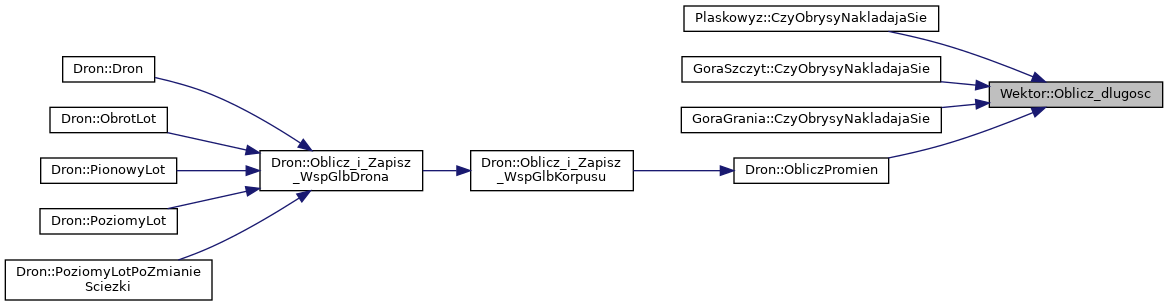 Plaskowyz::CzyObrysyNakladajaSie
Dron::Dron
GoraSzczyt::CzyObrysyNakladajaSie
Wektor::Oblicz_dlugosc
Dron::ObrotLot
GoraGrania::CzyObrysyNakladajaSie
Dron::PionowyLot
Dron::Oblicz_i_Zapisz
_WspGlbDrona
Dron::Oblicz_i_Zapisz
_WspGlbKorpusu
Dron::ObliczPromien
Dron::PoziomyLot
Dron::PoziomyLotPoZmianie
Sciezki